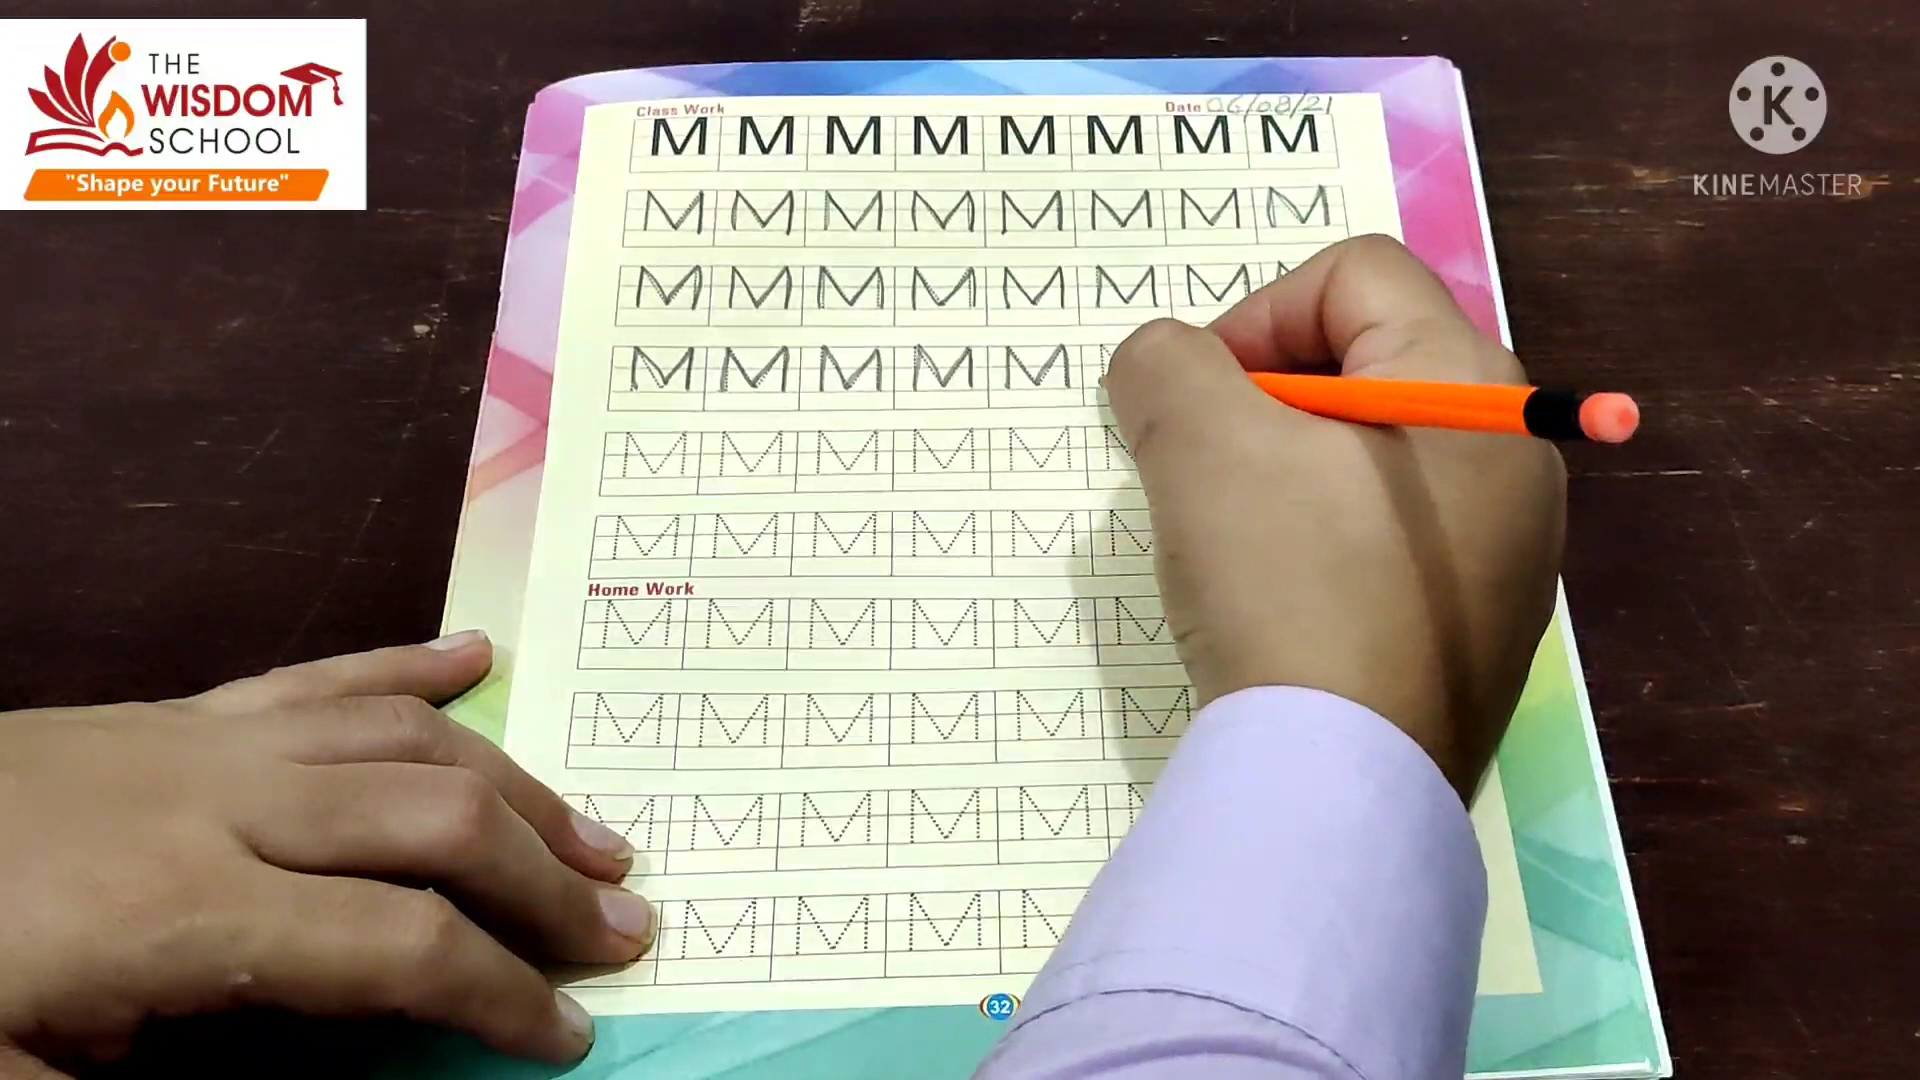 THE
WISDOM
SCHOOL
"Shape your Future"
K
KINEMASTER
Class Work Date 06/08/21
M M M M M M M M
M M M M M M M M
M M M M M M M
M M M M M
M M M M M M
M M M M M M
Home Work
M M M M M M
M M M M M M
M M M M M
M M M
32